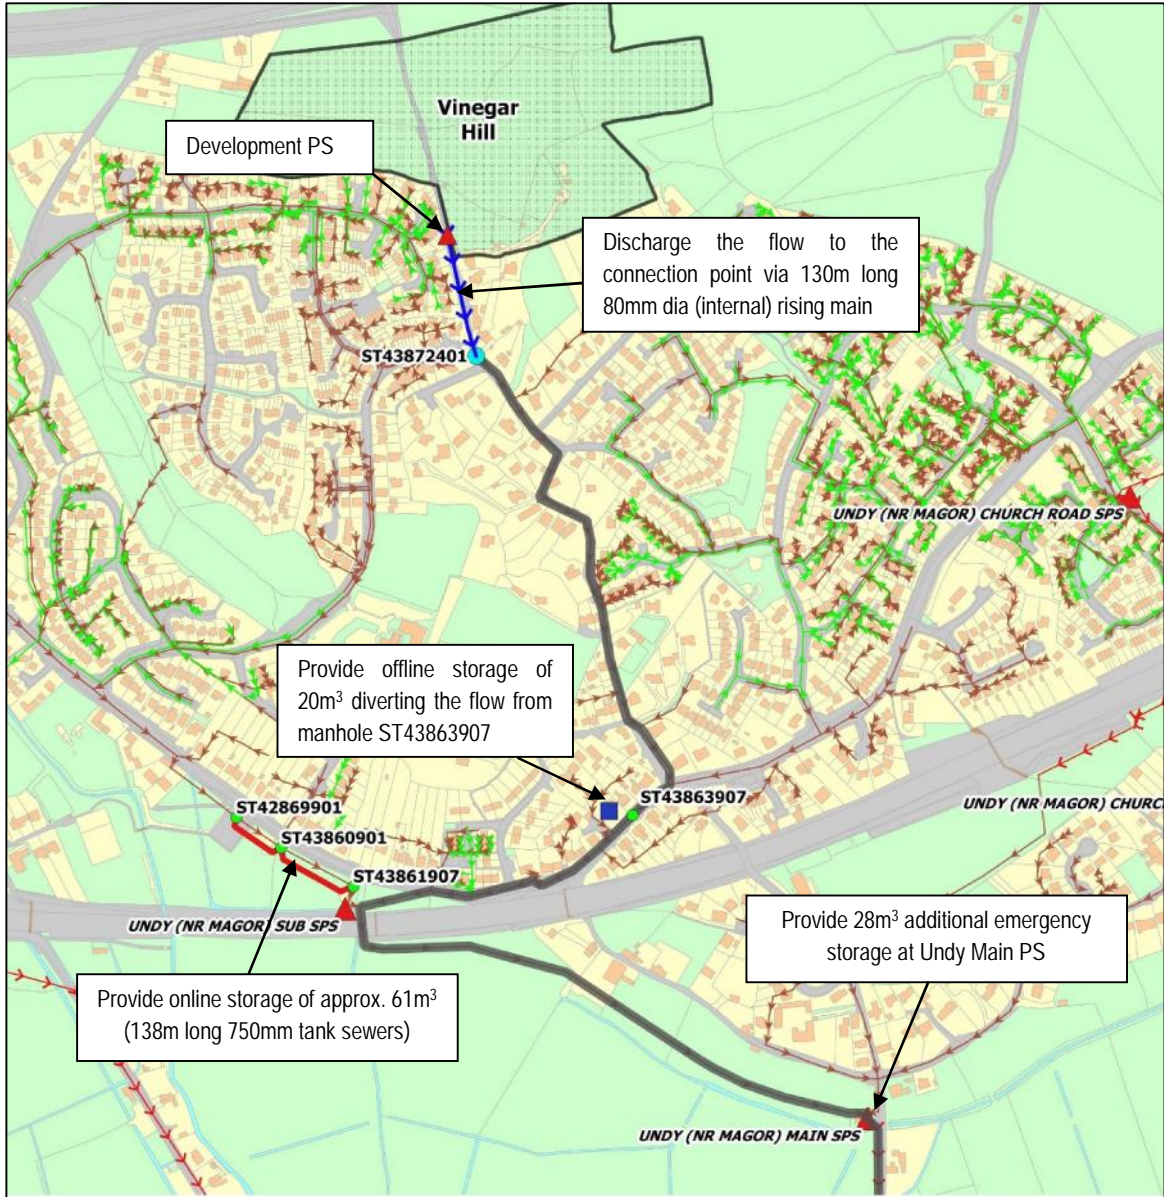 Vinegar
Hill
Development PS
Discharge the flow to the
connection point via 130m long
80mm dia (internal) rising main
ST43872401
UNDY (NR MAGOR) CHURCH ROAD SPS
Provide offline storage of
20m³ diverting the flow from
manhole ST43863907
ST42869901
ST43863907
UNDY (NR MAGOR) CHURC
ST43860901
ST43861907
UNDY (NR MAGOR) SUB SPS
Provide 28m³ additional emergency
storage at Undy Main PS
Provide online storage of approx. 61m³
(138m long 750mm tank sewers)
UNDY (NR MAGOR) MAIN SPS